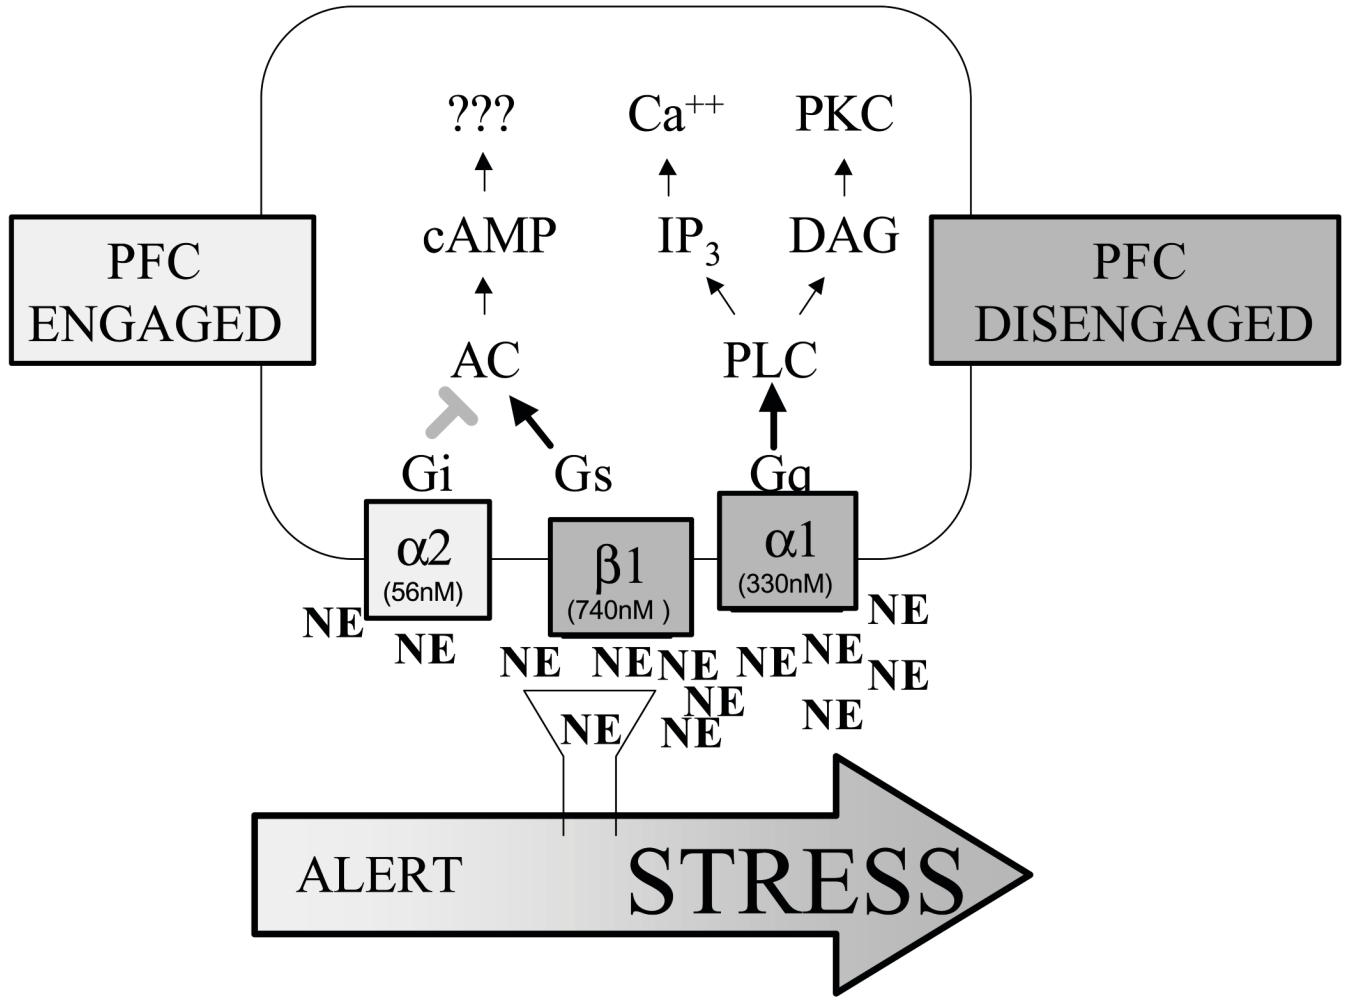 ??? Ca++ PKC
cAMP IP3 DAG
PFC
ENGAGED
PFC
DISENGAGED
AC PLC
Gi Gs Gq
α2
(56nM)
β1
(740nM )
α1
(330nM)
NE
NE
NE
NE
NE
NE
NE
NE
NE
NE
NE
NE
NE
ALERT STRESS